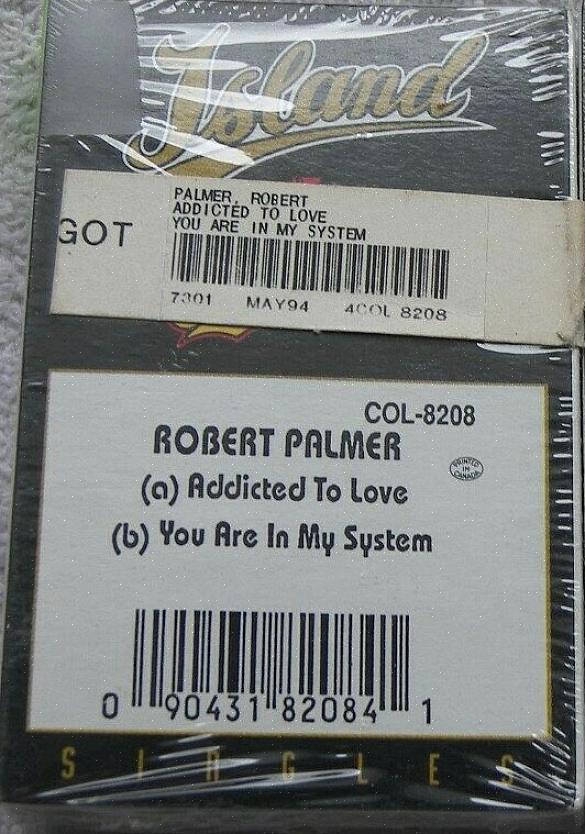 Island
GOT
PALMER, ROBERT
ADDICTED TO LOVE
YOU ARE IN MY SYSTEM
7301 MAY94 4COL 8208
COL-8208
ROBERT PALMER
PRINTED IN CANADA
(a) Addicted To Love
(b) You Are In My System
0 90431 82084 1
SINGLES